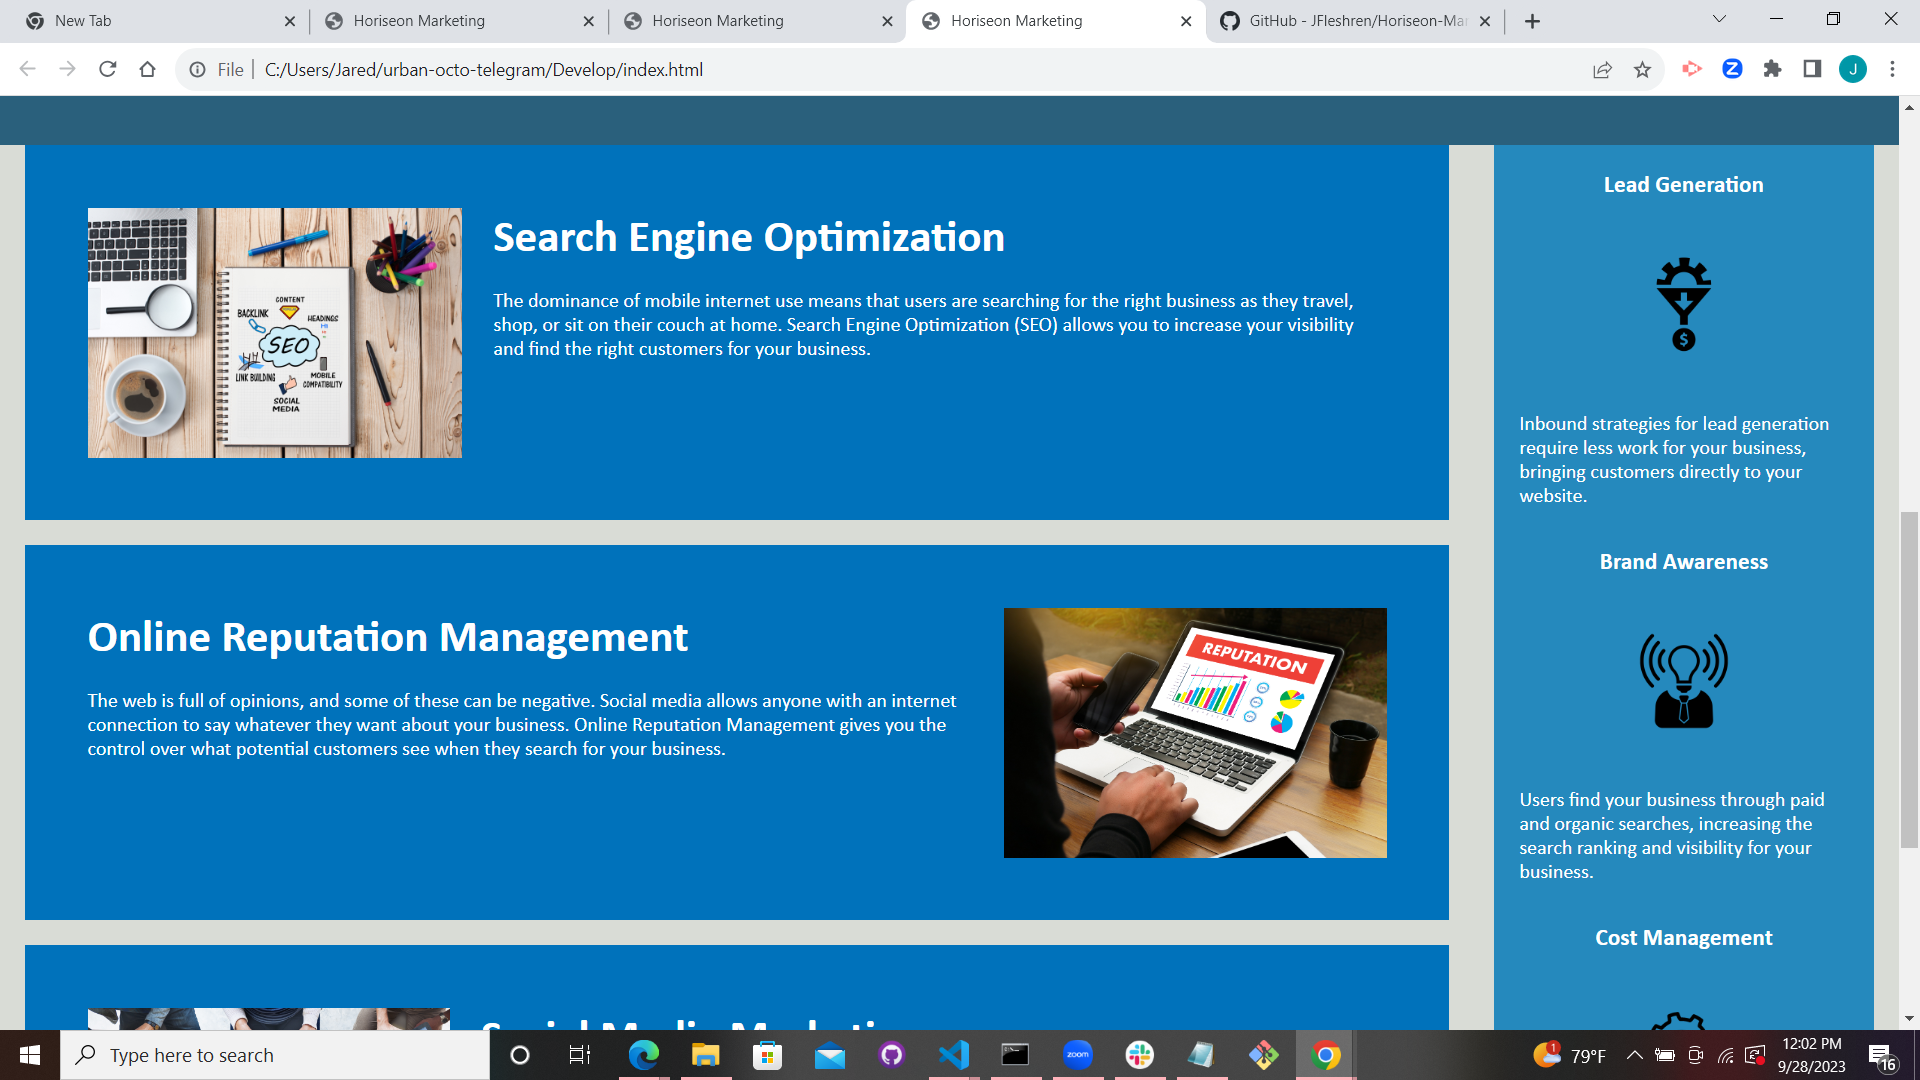 New Tab
Horiseon Marketing
Horiseon Marketing
Horiseon Marketing
GitHub - JFleshren/Horiseon-Mar
File
C:/Users/Jared/urban-octo-telegram/Develop/index.html
J
CONTENT
BACKLINK
HEADINGS
H1
SEO
LINK BUILDING
MOBILE
COMPATIBILITY
SOCIAL
MEDIA
Search Engine Optimization
The dominance of mobile internet use means that users are searching for the right business as they travel,
shop, or sit on their couch at home. Search Engine Optimization (SEO) allows you to increase your visibility
and find the right customers for your business.
Online Reputation Management
The web is full of opinions, and some of these can be negative. Social media allows anyone with an internet
connection to say whatever they want about your business. Online Reputation Management gives you the
control over what potential customers see when they search for your business.
REPUTATION
Social Media Marketing
Lead Generation
$
Inbound strategies for lead generation
require less work for your business,
bringing customers directly to your
website.
Brand Awareness
Users find your business through paid
and organic searches, increasing the
search ranking and visibility for your
business.
Cost Management
Type here to search
zoom
1
79°F
12:02 PM
9/28/2023
16